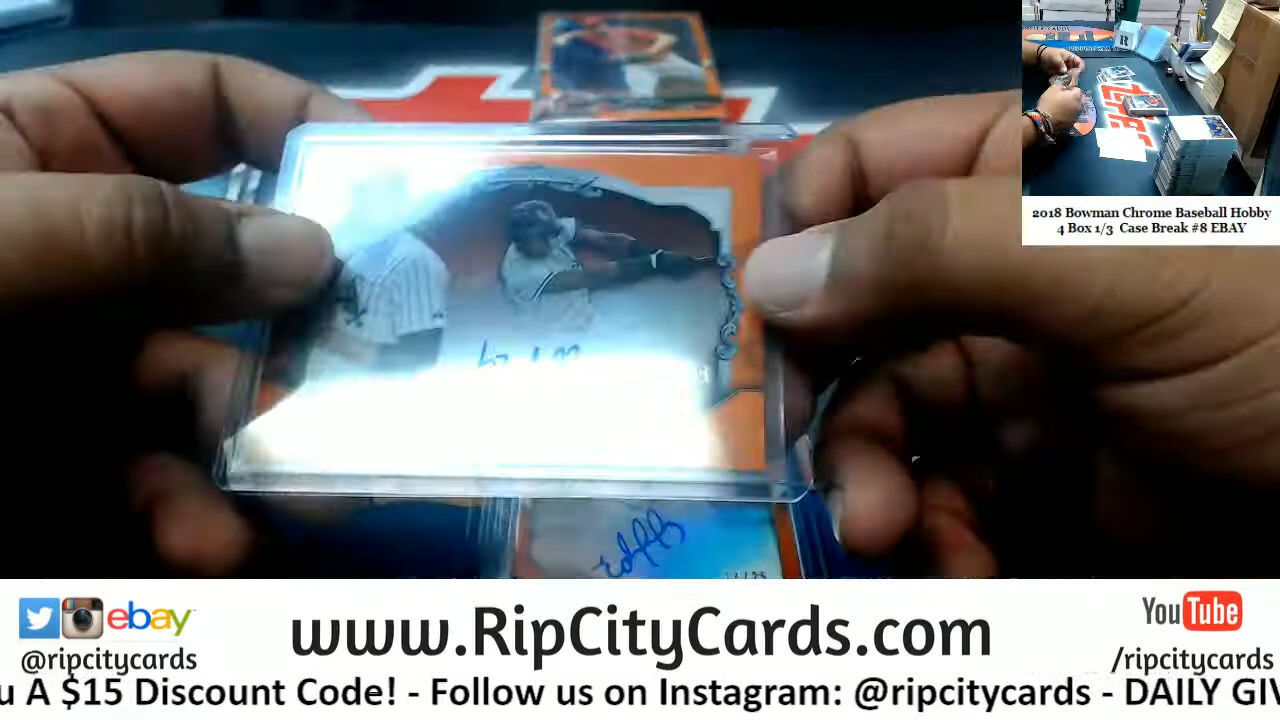 2018 Bowman Chrome Baseball Hobby
4 Box 1/3 Case Break #8 EBAY
ebay
@ripcitycards
www.RipCityCards.com
YouTube
/ripcitycards
u A $15 Discount Code! - Follow us on Instagram: @ripcitycards - DAILY GIV